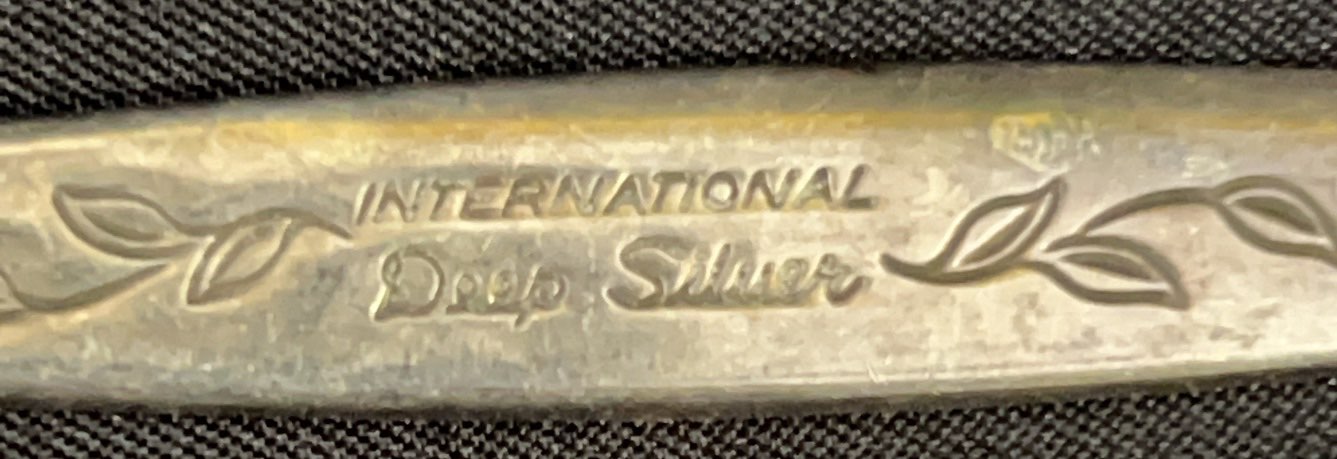 INTERNATIONAL
Deep Silver